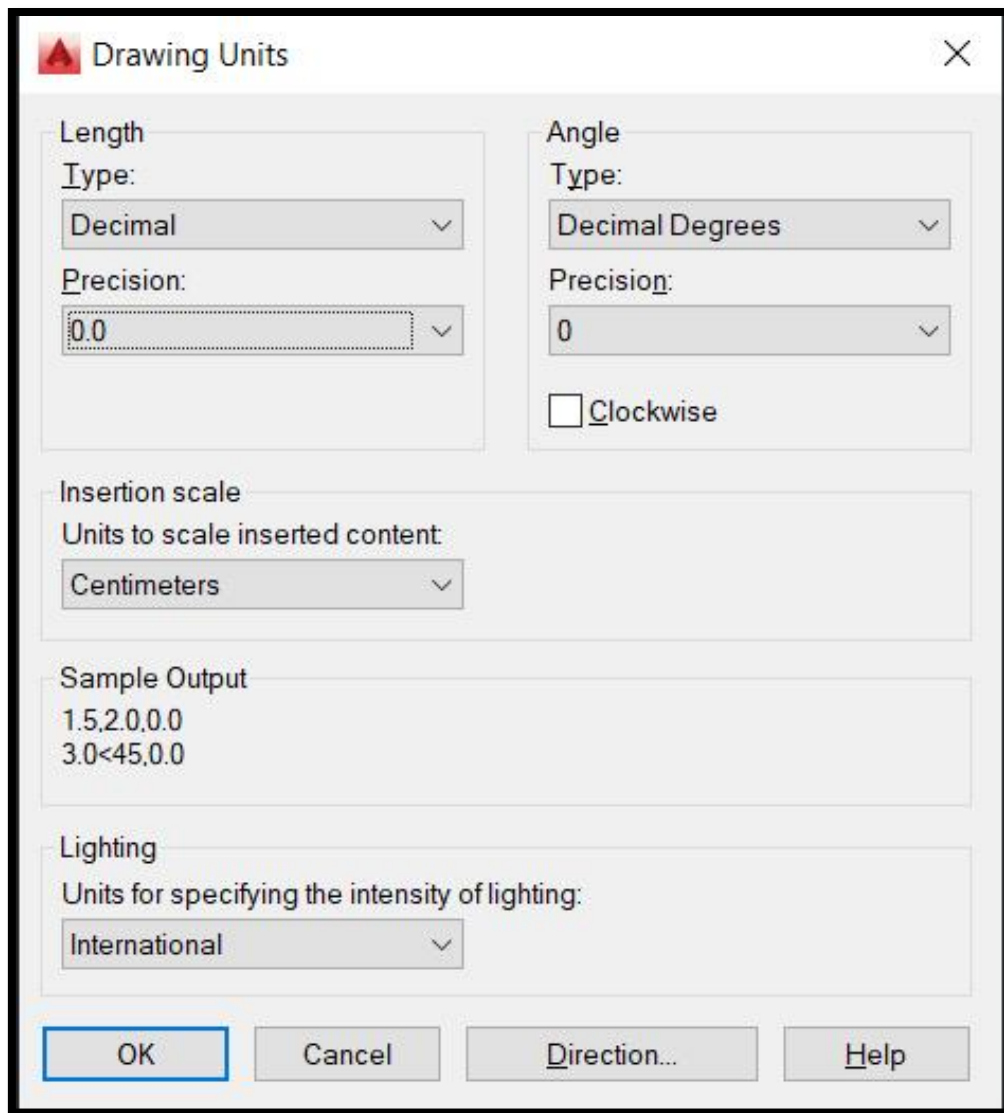 Drawing Units
Length
Type:
Decimal
Precision:
0.0
Angle
Type:
Decimal Degrees
Precision:
0
Clockwise
Insertion scale
Units to scale inserted content:
Centimeters
Sample Output
1.5,2.0,0.0
3.0<45,0.0
Lighting
Units for specifying the intensity of lighting:
International
OK
Cancel
Direction...
Help